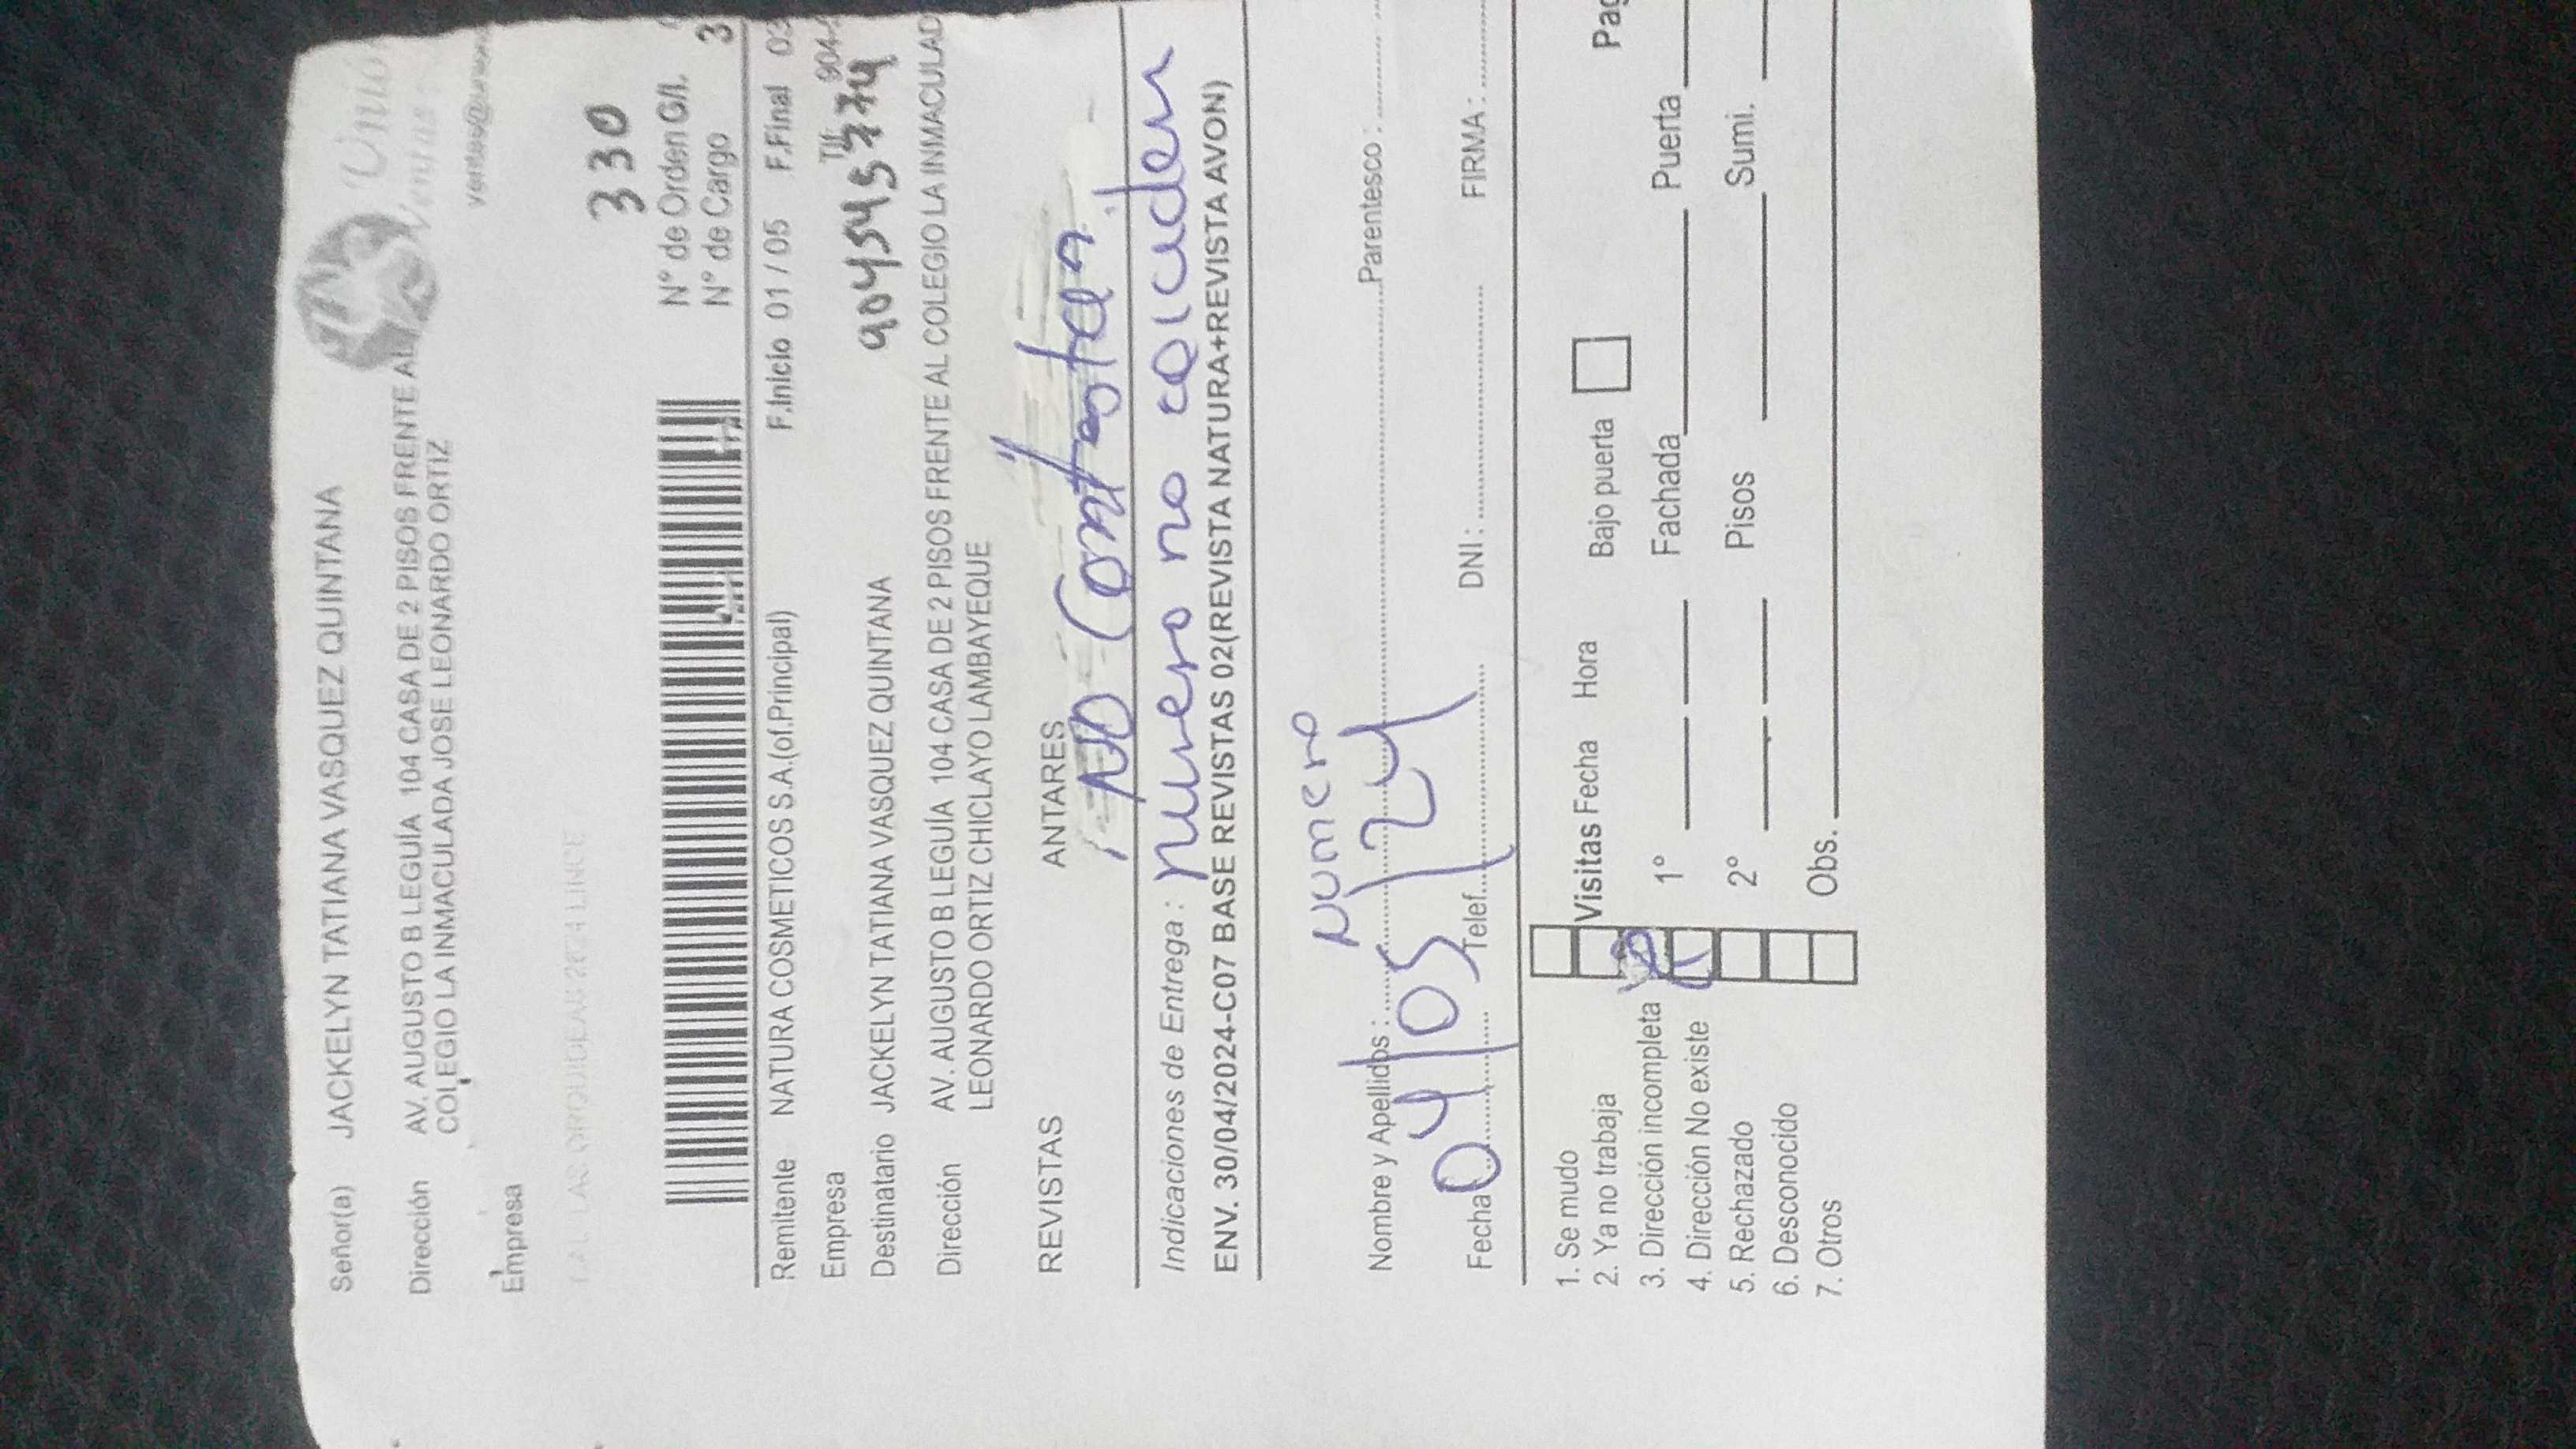 Señor(a) JACKELYN TATIANA VASQUEZ QUINTANA
Dirección AV. AUGUSTO B LEGUÍA 104 CASA DE 2 PISOS FRENTE AL
COLEGIO LA INMACULADA JOSE LEONARDO ORTIZ
Empresa
330
N° de Orden G/I.
N° de Cargo 3
Remitente NATURA COSMETICOS S.A.(of.Principal) F.Inicio 01 / 05 F.Final 03
Empresa
Destinatario JACKELYN TATIANA VASQUEZ QUINTANA
Dirección AV. AUGUSTO B LEGUÍA 104 CASA DE 2 PISOS FRENTE AL COLEGIO LA INMACULAD
LEONARDO ORTIZ CHICLAYO LAMBAYEQUE
REVISTAS ANTARES
NO Contestan
Indicaciones de Entrega : nuero no coiciden
ENV. 30/04/2024-C07 BASE REVISTAS 02(REVISTA NATURA+REVISTA AVON)
Numero
Nombre y Apellidos : Parentesco :
Fecha 04/05/24 Telef. DNI : FIRMA :
1. Se mudo
2. Ya no trabaja Visitas Fecha Hora Bajo puerta Pag
3. Dirección incompleta 1° Fachada Puerta
4. Dirección No existe
5. Rechazado 2° Pisos Sumi.
6. Desconocido
7. Otros Obs.